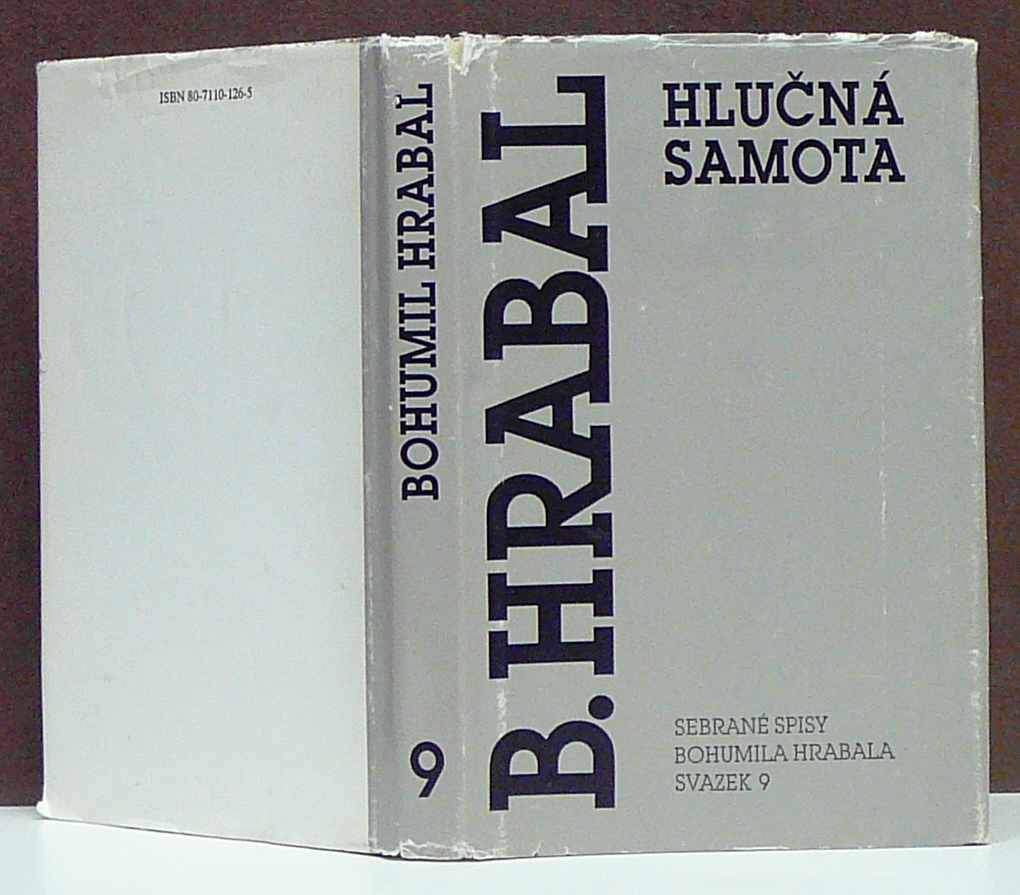 ISBN 80-7110-126-5
BOHUMIL HRABAL
9
B. HRABAL
HLUČNÁ
SAMOTA
SEBRANÉ SPISY
BOHUMILA HRABALA
SVAZEK 9